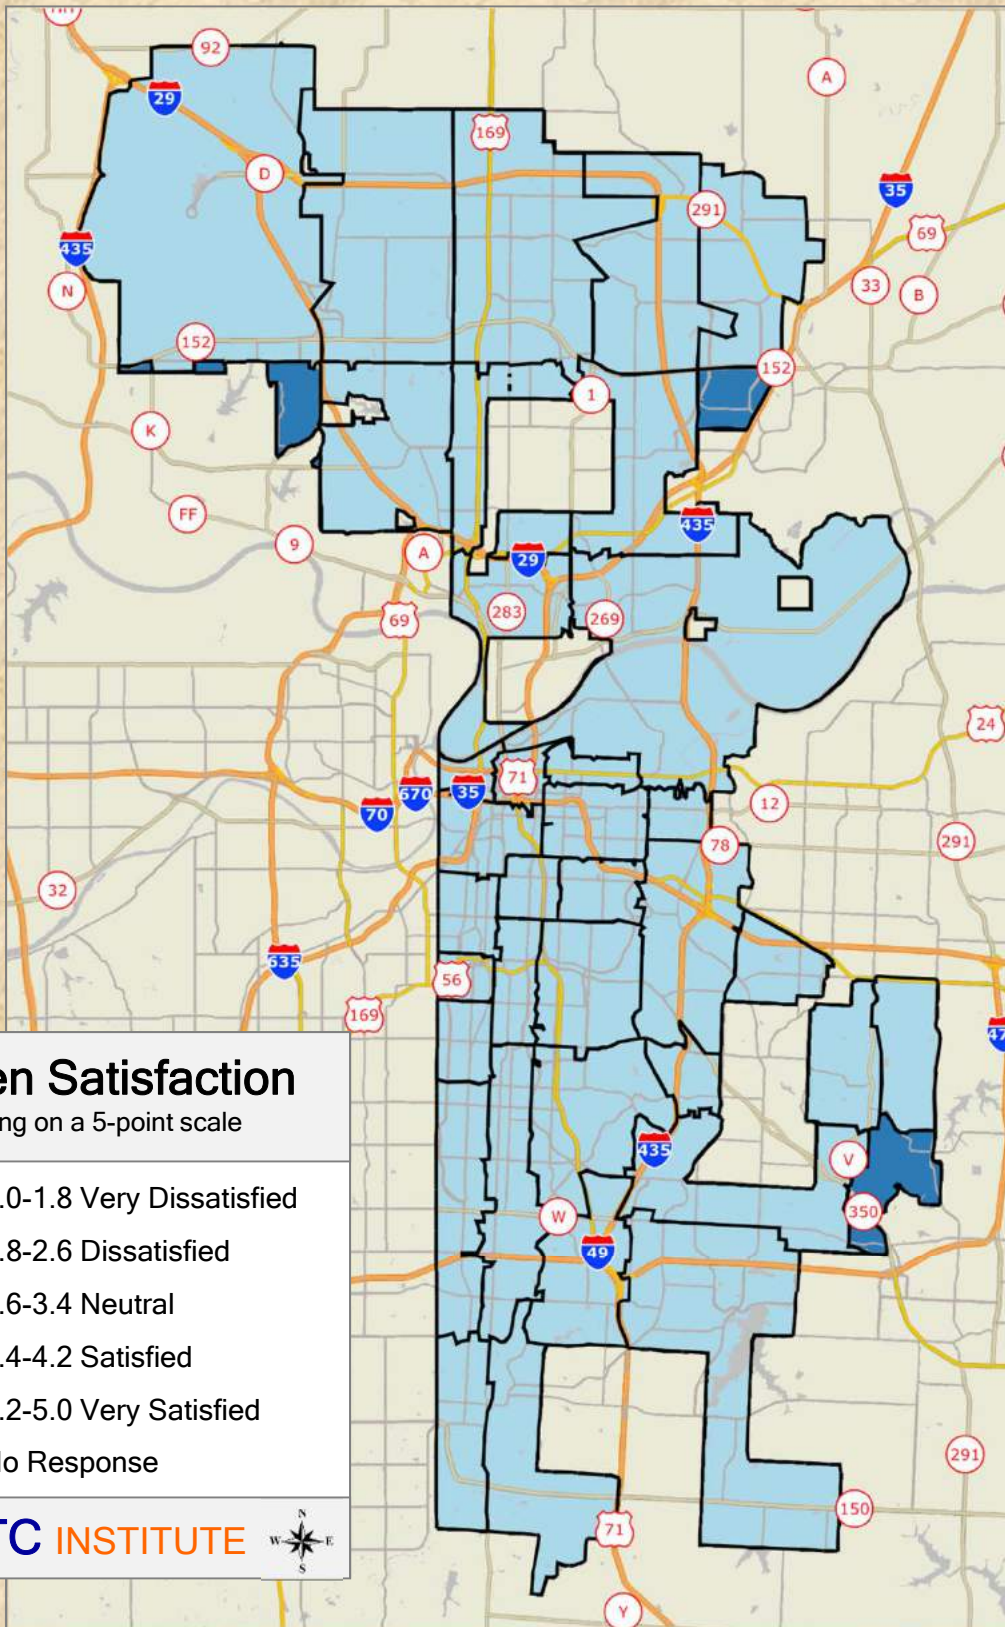 92
A
29
169
D
35
291
69
435
N
33
B
152
152
1
K
FF
435
9
A
29
283
269
69
24
71
670
35
70
12
78
291
32
635
56
169
47
en Satisfaction
ng on a 5-point scale
.0-1.8 Very Dissatisfied
.8-2.6 Dissatisfied
.6-3.4 Neutral
.4-4.2 Satisfied
.2-5.0 Very Satisfied
lo Response
TC INSTITUTE
N
W E
S
435
V
350
W
49
291
150
71
Y